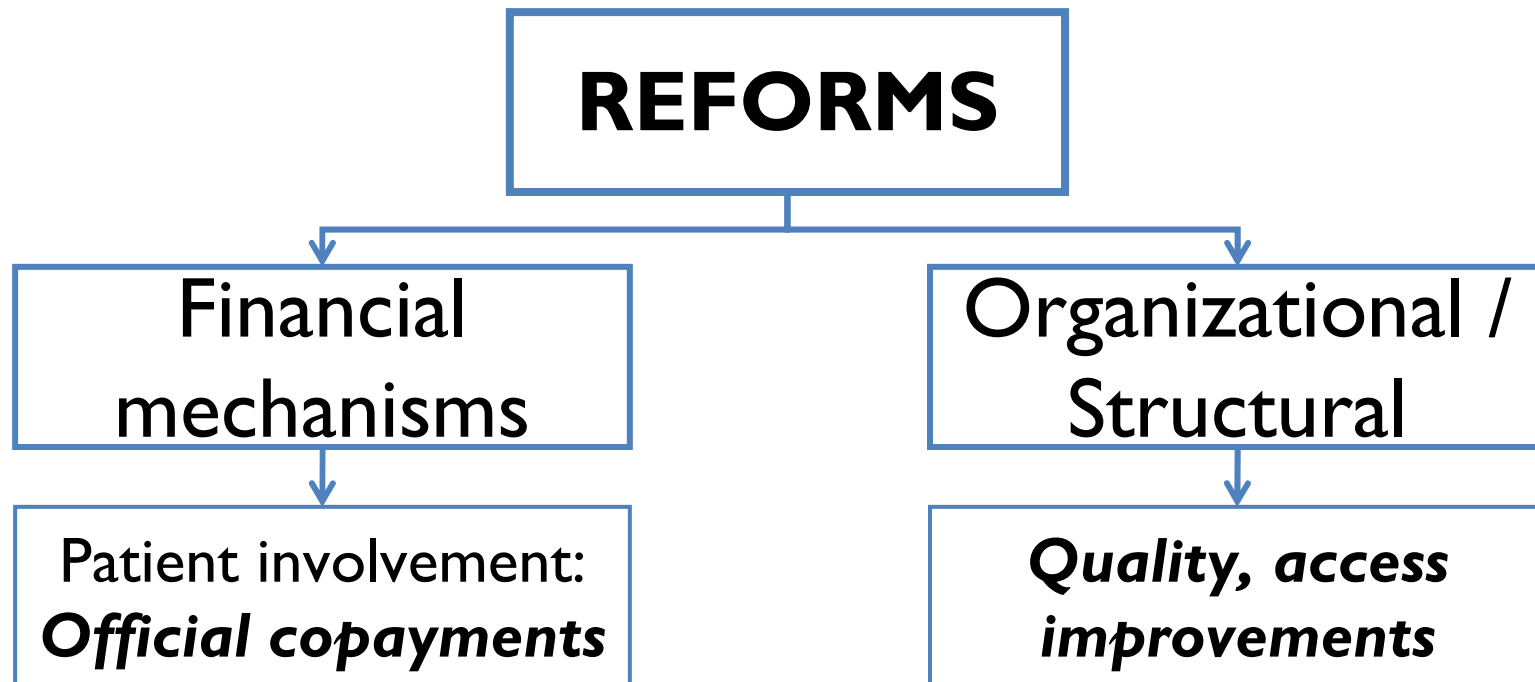 REFORMS
Financial
mechanisms
Organizational /
Structural
Patient involvement:
Official copayments
Quality, access
improvements